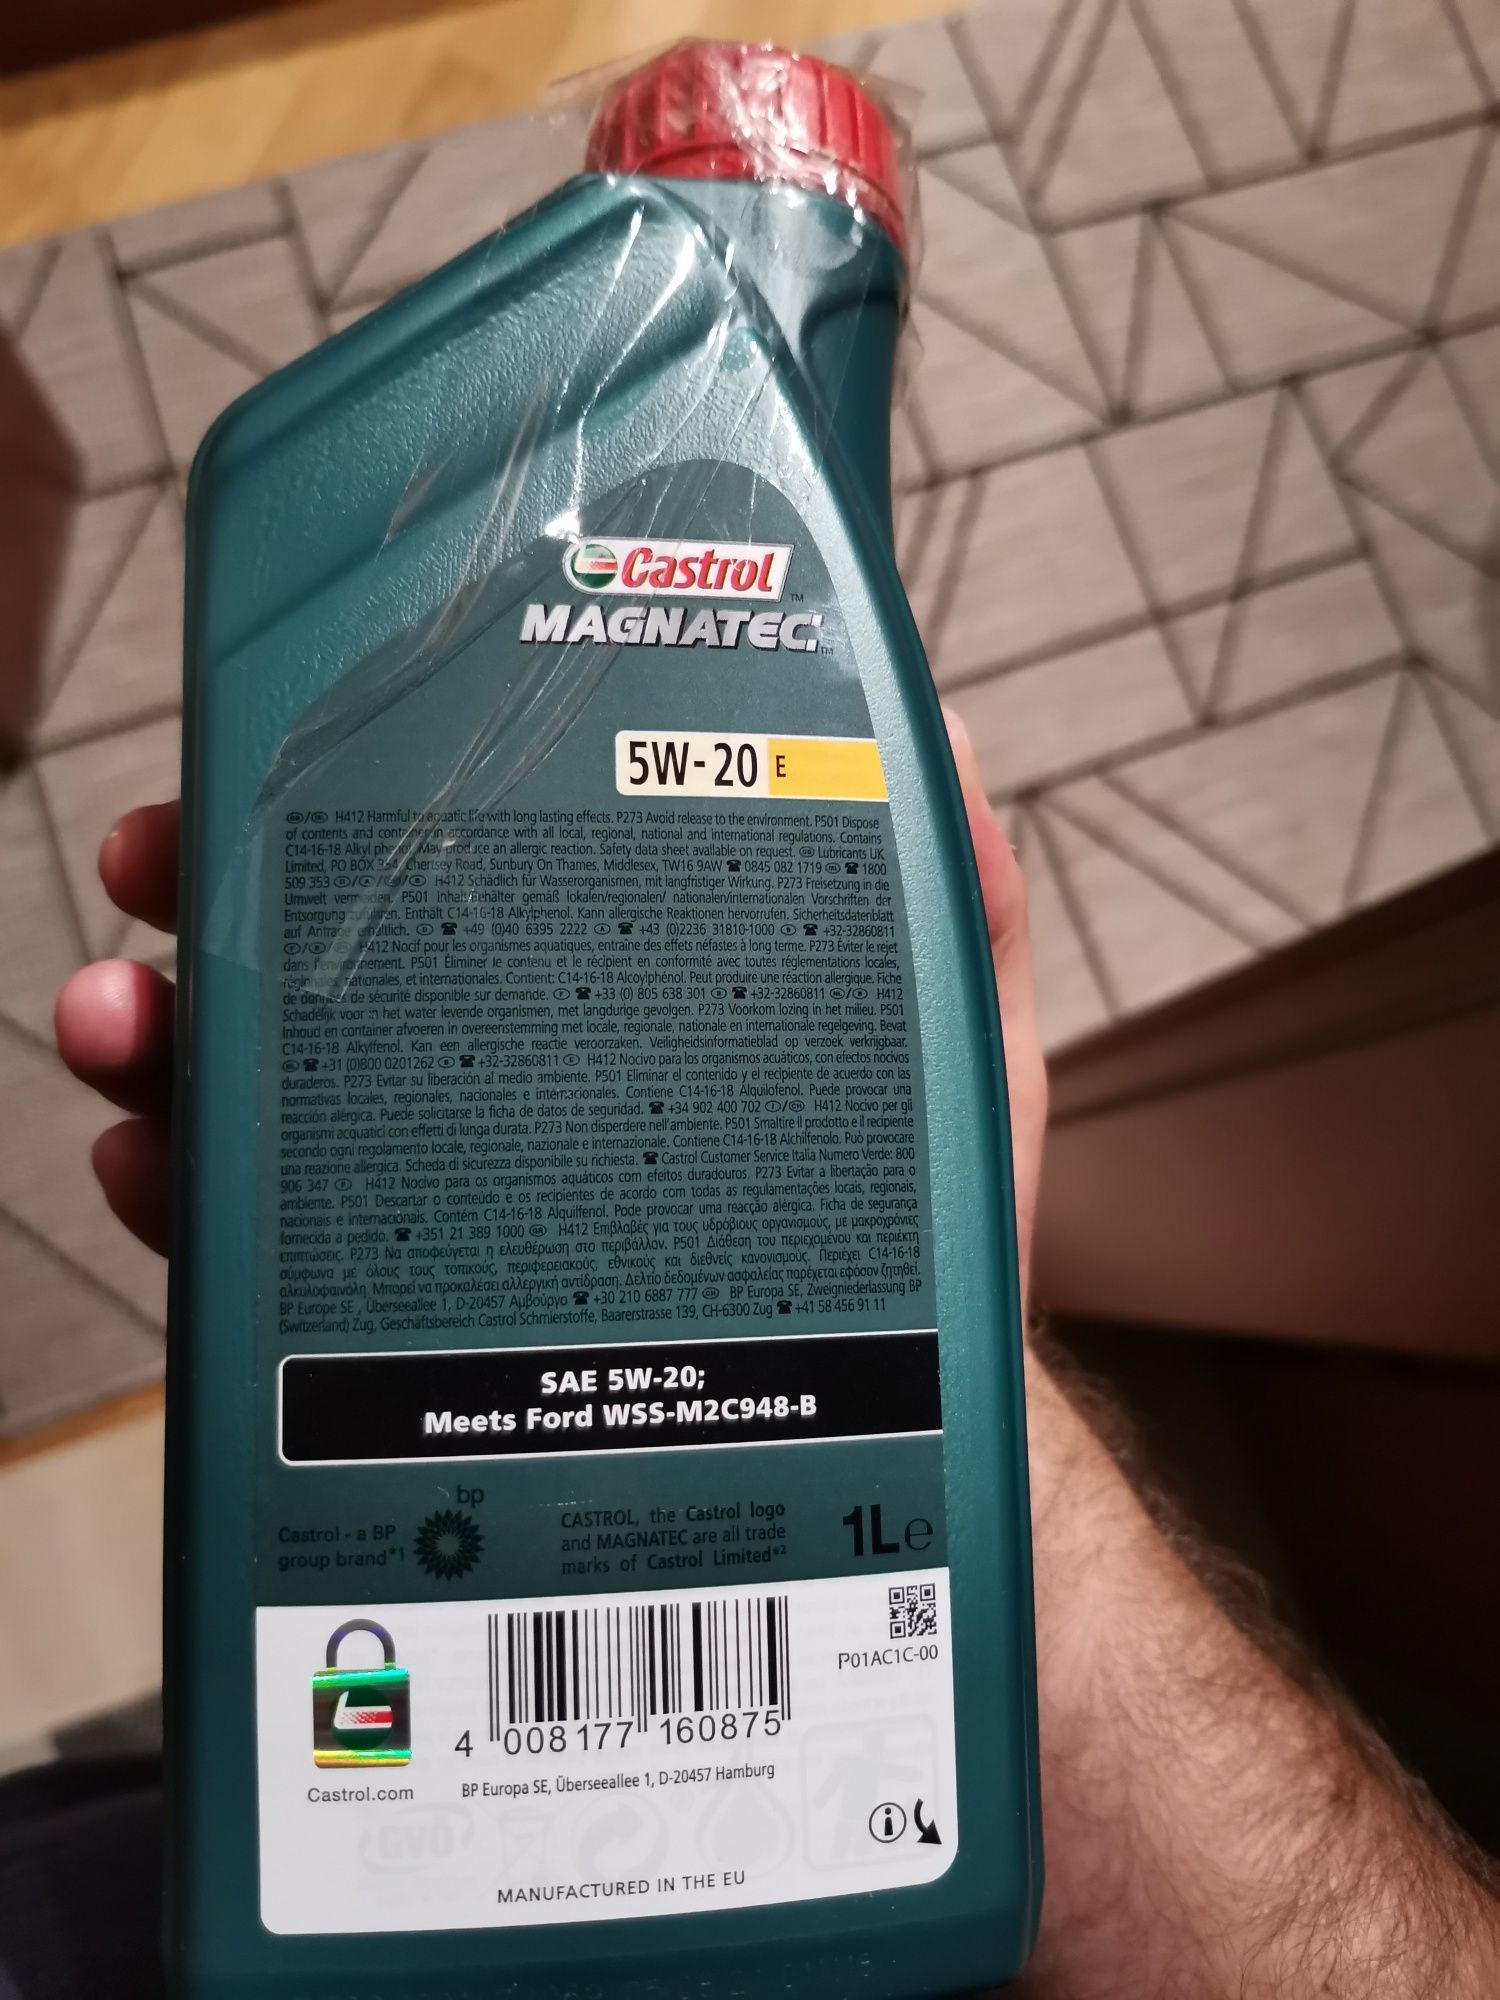 Castrol
™
MAGNATEC
™
5W-20 E
GB/IRL H412 Harmful to aquatic life with long lasting effects. P273 Avoid release to the environment. P501 Dispose
of contents and container in accordance with all local, regional, national and international regulations. Contains
C14-16-18 Alkyl phenol. May produce an allergic reaction. Safety data sheet available on request. GB Lubricants UK
Limited, PO BOX 354, Chertsey Road, Sunbury On Thames, Middlesex, TW16 9AW ☎ 0845 082 1719 IRL ☎ 1800
509 353 D/A/ / H412 Schädlich für Wasserorganismen, mit langfristiger Wirkung. P273 Freisetzung in die
Umwelt vermeiden. P501 Inhalt/Behälter gemäß lokalen/regionalen/ nationalen/internationalen Vorschriften der
Entsorgung zuführen. Enthält C14-16-18 Alkylphenol. Kann allergische Reaktionen hervorrufen. Sicherheitsdatenblatt
auf Anfrage erhältlich. D ☎ +49 (0)40 6395 2222 A ☎ +43 (0)2236 31810-1000 B ☎ +32-32860811
F/B/ H412 Nocif pour les organismes aquatiques, entraîne des effets néfastes à long terme. P273 Éviter le rejet
dans l'environnement. P501 Éliminer le contenu et le récipient en conformité avec toutes réglementations locales,
régionales, nationales, et internationales. Contient: C14-16-18 Alcoylphénol. Peut produire une réaction allergique. Fiche
de données de sécurité disponible sur demande. F ☎ +33 (0) 805 638 301 B ☎ +32-32860811 NL/B H412
Schadelijk voor in het water levende organismen, met langdurige gevolgen. P273 Voorkom lozing in het milieu. P501
Inhoud en container afvoeren in overeenstemming met locale, regionale, nationale en internationale regelgeving. Bevat
C14-16-18 Alkylfenol. Kan een allergische reactie veroorzaken. Veiligheidsinformatieblad op verzoek verkrijgbaar.
NL ☎ +31 (0)800 0201262 B ☎ +32-32860811 E H412 Nocivo para los organismos acuáticos, con efectos nocivos
duraderos. P273 Evitar su liberación al medio ambiente. P501 Eliminar el contenido y el recipiente de acuerdo con las
normativas locales, regionales, nacionales e internacionales. Contiene C14-16-18 Alquilofenol. Puede provocar una
reacción alérgica. Puede solicitarse la ficha de datos de seguridad. ☎ +34 902 400 702 I/CH H412 Nocivo per gli
organismi acquatici con effetti di lunga durata. P273 Non disperdere nell'ambiente. P501 Smaltire il prodotto e il recipiente
secondo ogni regolamento locale, regionale, nazionale e internazionale. Contiene C14-16-18 Alchilfenolo. Può provocare
una reazione allergica. Scheda di sicurezza disponibile su richiesta. ☎ Castrol Customer Service Italia Numero Verde: 800
906 347 P H412 Nocivo para os organismos aquáticos com efeitos duradouros. P273 Evitar a libertação para o
ambiente. P501 Descartar o conteúdo e os recipientes de acordo com todas as regulamentações locais, regionais,
nacionais e internacionais. Contém C14-16-18 Alquilfenol. Pode provocar uma reacção alérgica. Ficha de segurança
fornecida a pedido. ☎ +351 21 389 1000 GR H412 Επιβλαβές για τους υδρόβιους οργανισμούς, με μακροχρόνιες
επιπτώσεις. P273 Να αποφεύγεται η ελευθέρωση στο περιβάλλον. P501 Διάθεση του περιεχομένου και περιέκτη
σύμφωνα με όλους τους τοπικούς, περιφερειακούς, εθνικούς και διεθνείς κανονισμούς. Περιέχει C14-16-18
αλκυλοφαινόλη. Μπορεί να προκαλέσει αλλεργική αντίδραση. Δελτίο δεδομένων ασφαλείας παρέχεται εφόσον ζητηθεί.
BP Europe SE , Überseeallee 1, D-20457 Αμβούργο ☎ +30 210 6887 777 CH BP Europa SE, Zweigniederlassung BP
(Switzerland) Zug, Geschäftsbereich Castrol Schmierstoffe, Baarerstrasse 139, CH-6300 Zug ☎ +41 58 456 91 11
SAE 5W-20;
Meets Ford WSS-M2C948-B
bp
Castrol - a BP
group brand*1
CASTROL, the Castrol logo
and MAGNATEC are all trade
marks of Castrol Limited*2
1L e
P01AC1C-00
4 008177 160875
Castrol.com
BP Europa SE, Überseeallee 1, D-20457 Hamburg
MANUFACTURED IN THE EU